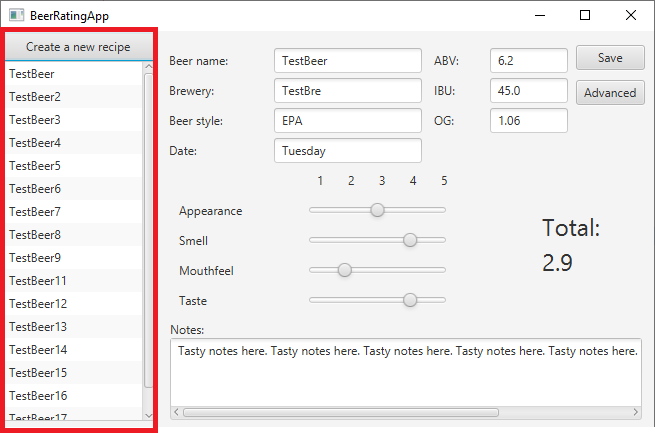 BeerRatingApp
Create a new recipe
TestBeer
TestBeer2
TestBeer3
TestBeer4
TestBeer5
TestBeer6
TestBeer7
TestBeer8
TestBeer9
TestBeer11
TestBeer12
TestBeer13
TestBeer14
TestBeer15
TestBeer16
TestBeer17
Beer name: TestBeer ABV: 6.2 Save
Brewery: TestBre IBU: 45.0 Advanced
Beer style: EPA OG: 1.06
Date: Tuesday
1 2 3 4 5
Appearance
Smell
Mouthfeel
Taste
Total:
2.9
Notes:
Tasty notes here. Tasty notes here. Tasty notes here. Tasty notes here. Tasty notes here.